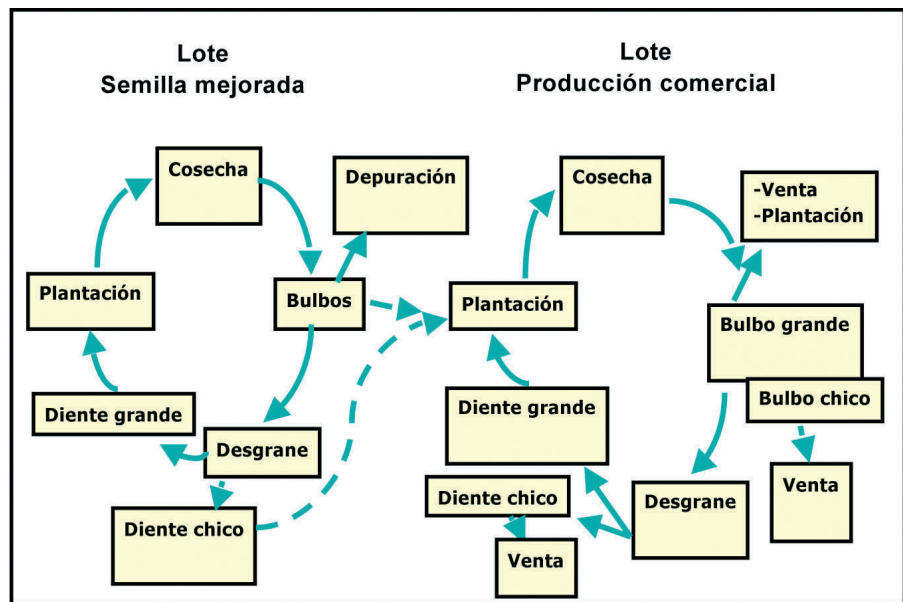 Lote
Semilla mejorada
Lote
Producción comercial
Cosecha
Depuración
Plantación
Bulbos
Diente grande
Desgrane
Diente chico
Cosecha
-Venta
-Plantación
Plantación
Bulbo grande
Bulbo chico
Diente grande
Venta
Diente chico
Desgrane
Venta